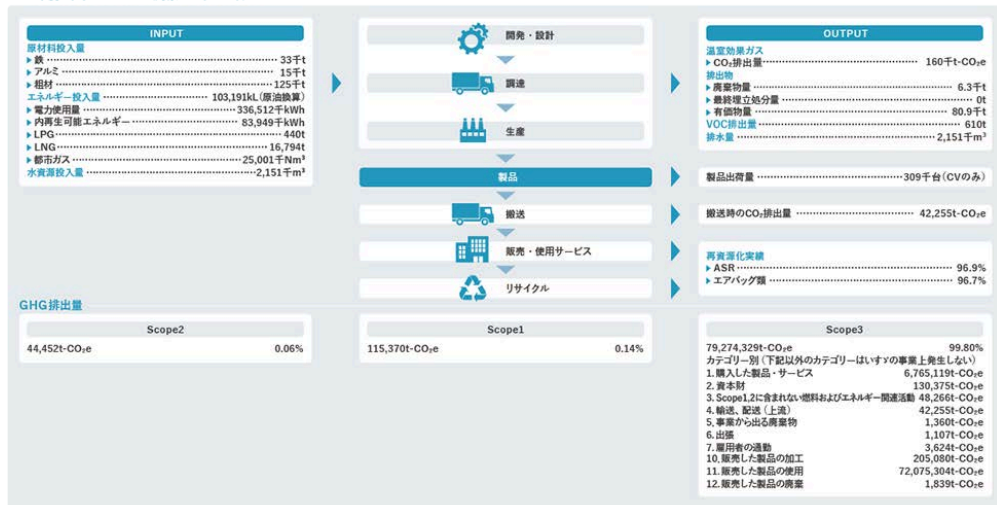 INPUT
原材料投入量
▶鉄 33千t
▶アルミ 15千t
▶粗材 125千t
エネルギー投入量 103,191kL(原油換算)
▶電力使用量 336,512千kWh
▶内再生可能エネルギー 83,949千kWh
▶LPG 440t
▶LNG 16,794t
▶都市ガス 25,001千Nm³
水資源投入量 2,151千m³
開発・設計
調達
生産
製品
搬送
販売・使用サービス
リサイクル
OUTPUT
温室効果ガス
▶CO₂排出量 160千t-CO₂e
排出物
▶廃棄物量 6.3千t
▶最終埋立処分量 0t
▶有価物量 80.9千t
VOC排出量 610t
排水量 2,151千m³
製品出荷量 309千台(CVのみ)
搬送時のCO₂排出量 42,255t-CO₂e
再資源化実績
▶ASR 96.9%
▶エアバッグ類 96.7%
GHG排出量
Scope2
44,452t-CO₂e 0.06%
Scope1
115,370t-CO₂e 0.14%
Scope3
79,274,329t-CO₂e 99.80%
カテゴリー別(下記以外のカテゴリーはいすゞの事業上発生しない)
1.購入した製品・サービス 6,765,119t-CO₂e
2.資本財 130,375t-CO₂e
3.Scope1,2に含まれない燃料およびエネルギー関連活動 48,266t-CO₂e
4.輸送、配送(上流) 42,255t-CO₂e
5.事業から出る廃棄物 1,360t-CO₂e
6.出張 1,107t-CO₂e
7.雇用者の通勤 3,624t-CO₂e
10.販売した製品の加工 205,080t-CO₂e
11.販売した製品の使用 72,075,304t-CO₂e
12.販売した製品の廃棄 1,839t-CO₂e